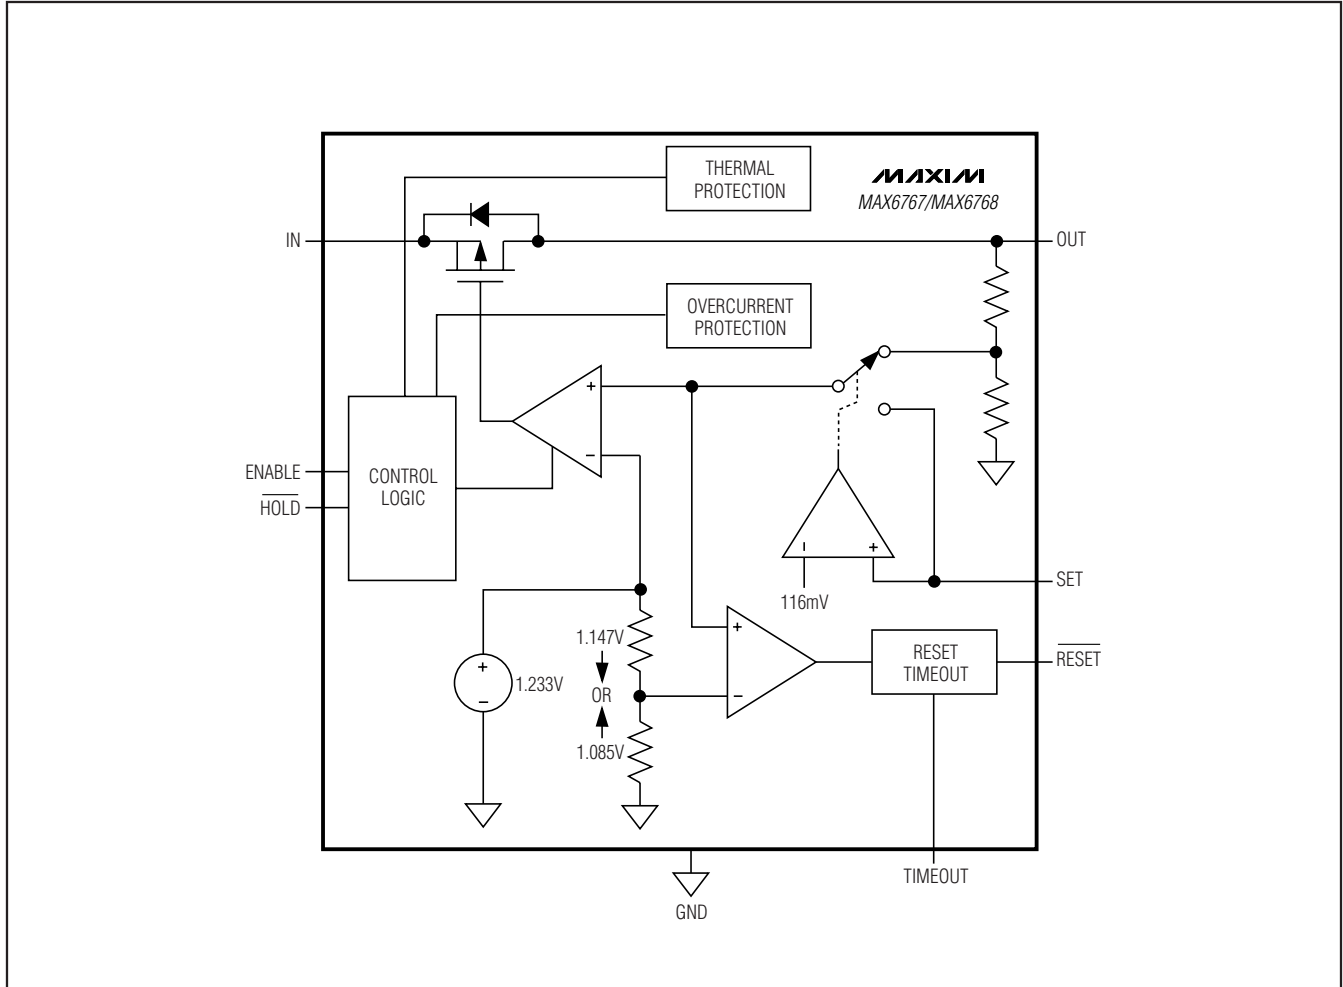 THERMAL
PROTECTION
MAXIM
MAX6767/MAX6768
IN
OUT
OVERCURRENT
PROTECTION
+
−
ENABLE
HOLD
CONTROL
LOGIC
− +
116mV
SET
1.147V
OR
1.085V
+
−
1.233V
+
−
RESET
TIMEOUT
RESET
TIMEOUT
GND